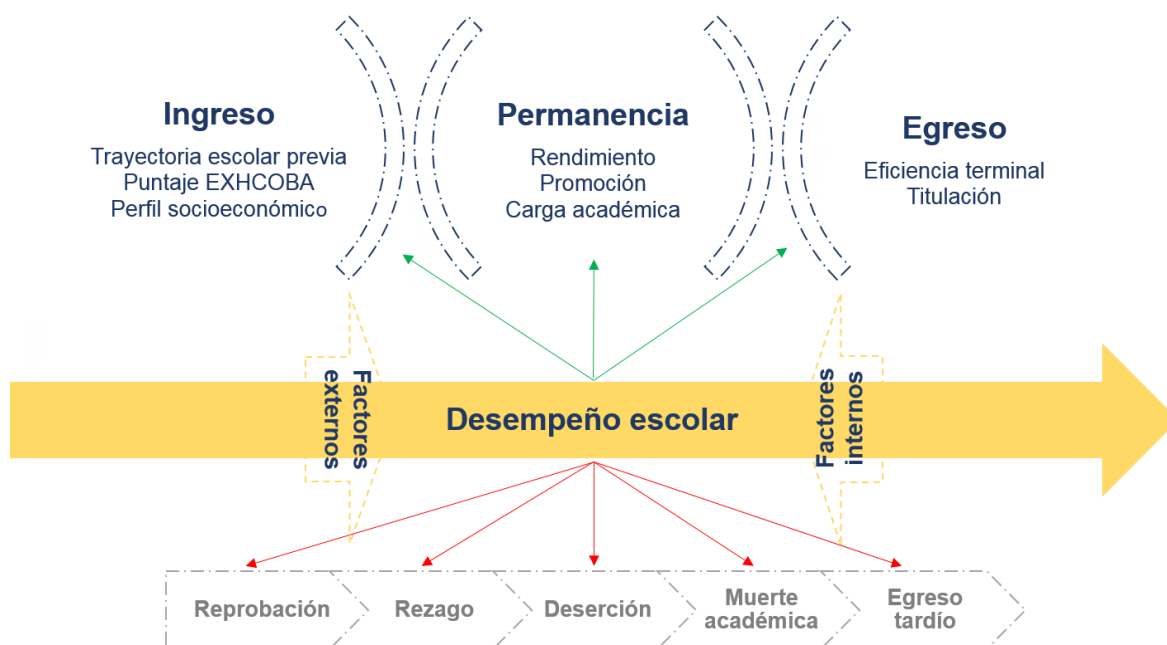 Ingreso
Trayectoria escolar previa
Puntaje EXHCOBA
Perfil socioeconómico
Permanencia
Rendimiento
Promoción
Carga académica
Egreso
Eficiencia terminal
Titulación
Factores
externos
Desempeño escolar
Factores
internos
Reprobación
Rezago
Deserción
Muerte
académica
Egreso
tardío